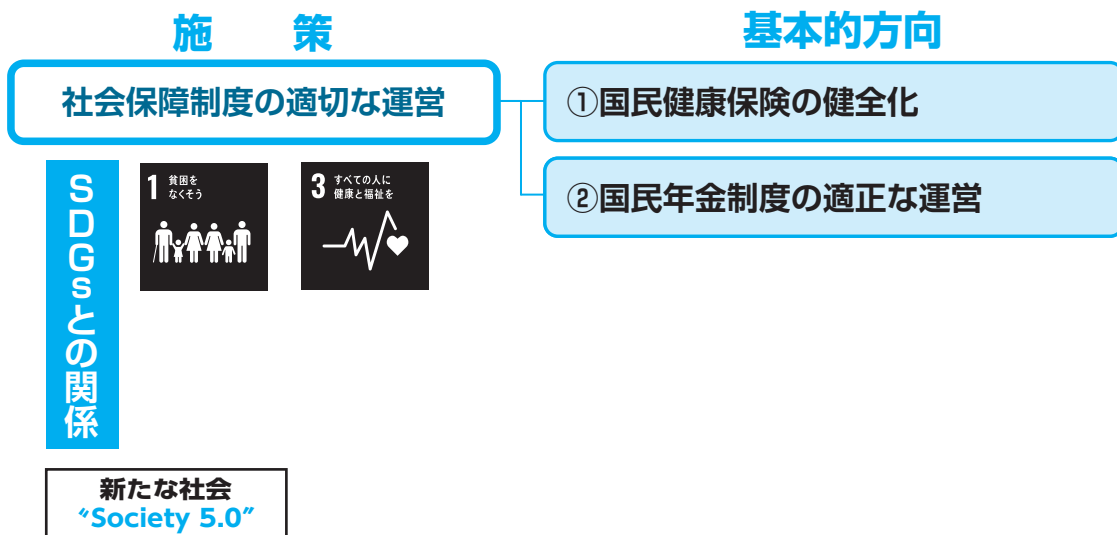 施 策
基本的方向
社会保障制度の適切な運営
①国民健康保険の健全化
②国民年金制度の適正な運営
SDGsとの関係
1 貧困を
なくそう
3 すべての人に
健康と福祉を
新たな社会
“Society 5.0”